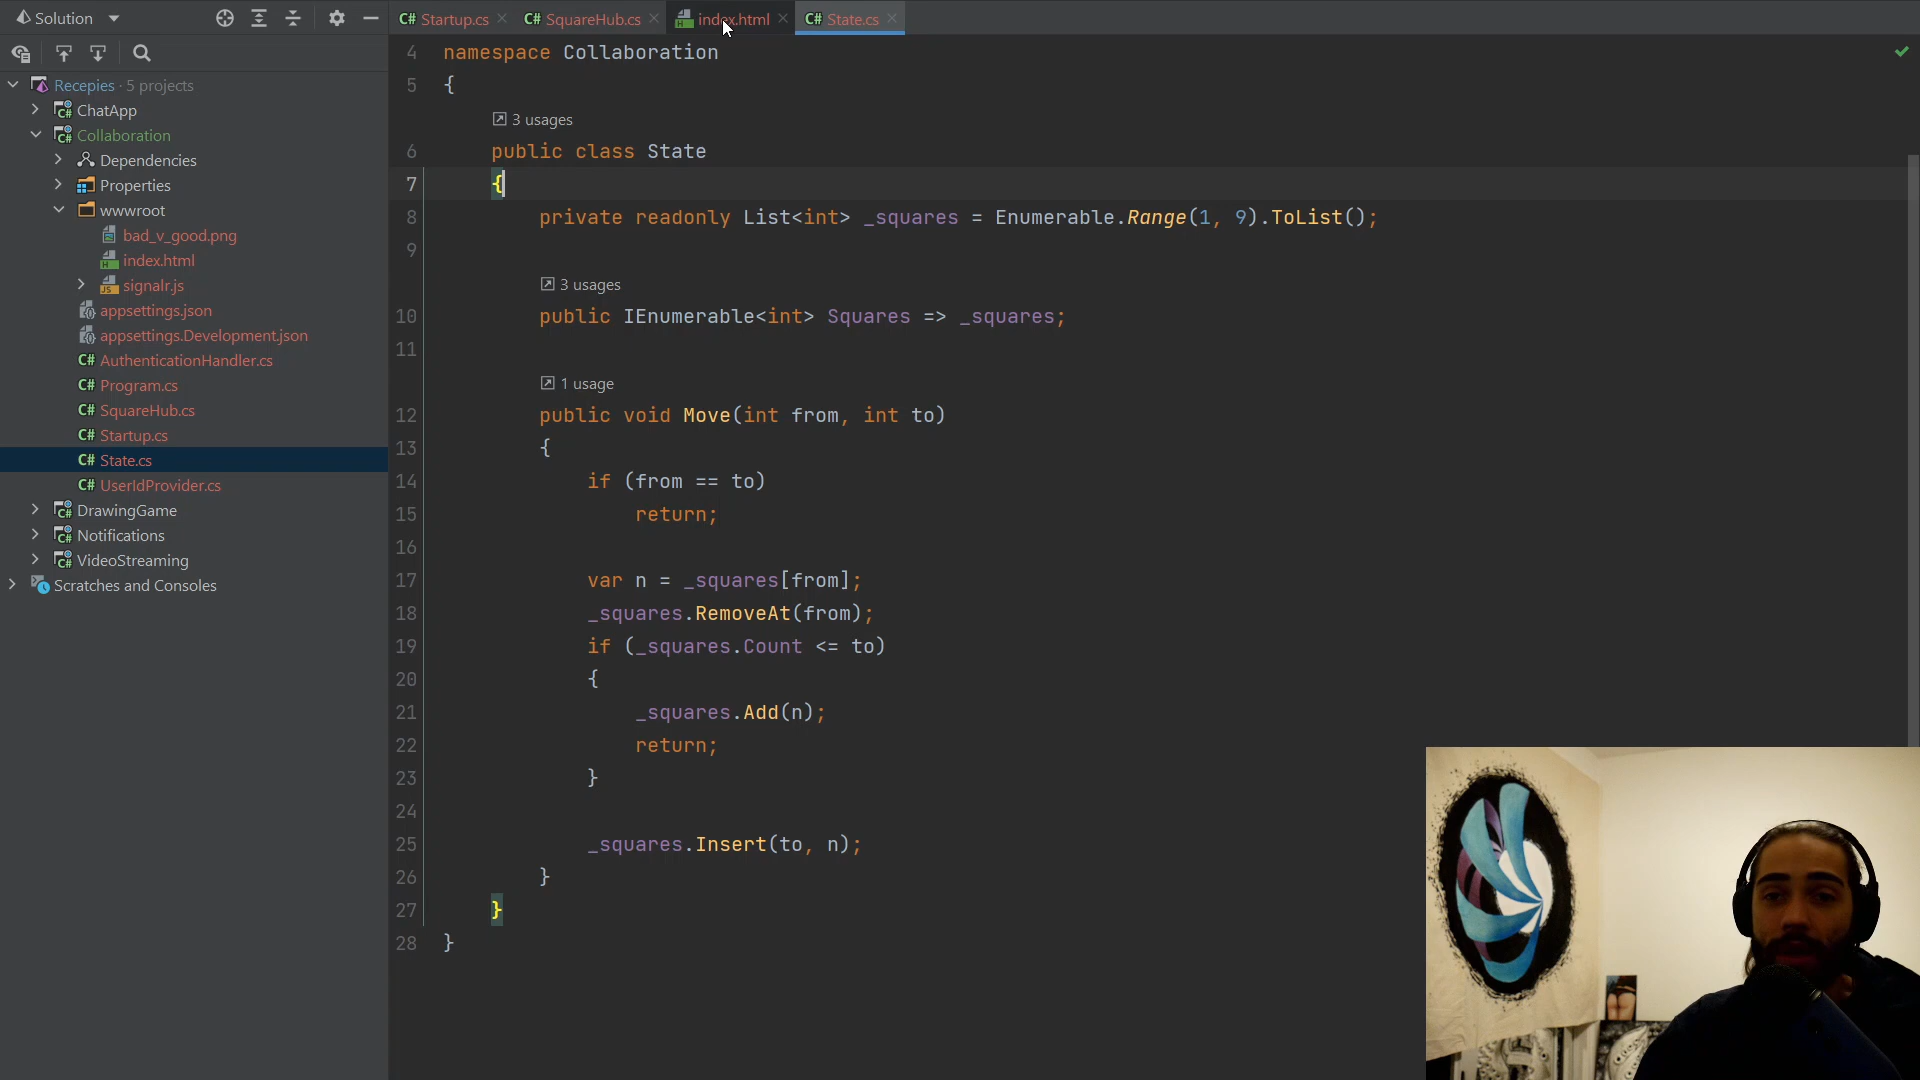 Solution
Startup.cs
SquareHub.cs
index.html
State.cs
Recepies · 5 projects
ChatApp
Collaboration
Dependencies
Properties
wwwroot
bad_v_good.png
index.html
signalr.js
appsettings.json
appsettings.Development.json
AuthenticationHandler.cs
Program.cs
SquareHub.cs
Startup.cs
State.cs
UserIdProvider.cs
DrawingGame
Notifications
VideoStreaming
Scratches and Consoles
4 namespace Collaboration
5 {
3 usages
6 public class State
7 {
8 private readonly List<int> _squares = Enumerable.Range(1, 9).ToList();
9
3 usages
10 public IEnumerable<int> Squares => _squares;
11
1 usage
12 public void Move(int from, int to)
13 {
14 if (from == to)
15 return;
16
17 var n = _squares[from];
18 _squares.RemoveAt(from);
19 if (_squares.Count <= to)
20 {
21 _squares.Add(n);
22 return;
23 }
24
25 _squares.Insert(to, n);
26 }
27 }
28 }